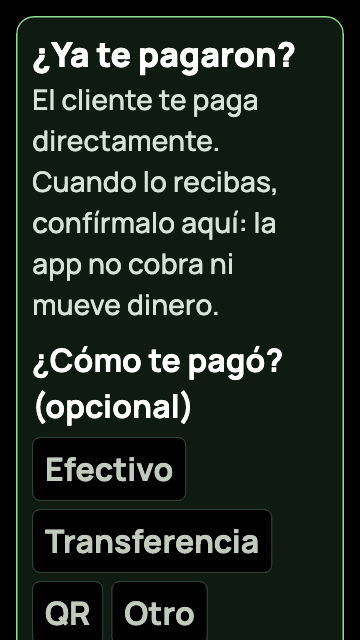 ¿Ya te pagaron?
El cliente te paga
directamente.
Cuando lo recibas,
confírmalo aquí: la
app no cobra ni
mueve dinero.
¿Cómo te pagó?
(opcional)
Efectivo
Transferencia
QR Otro